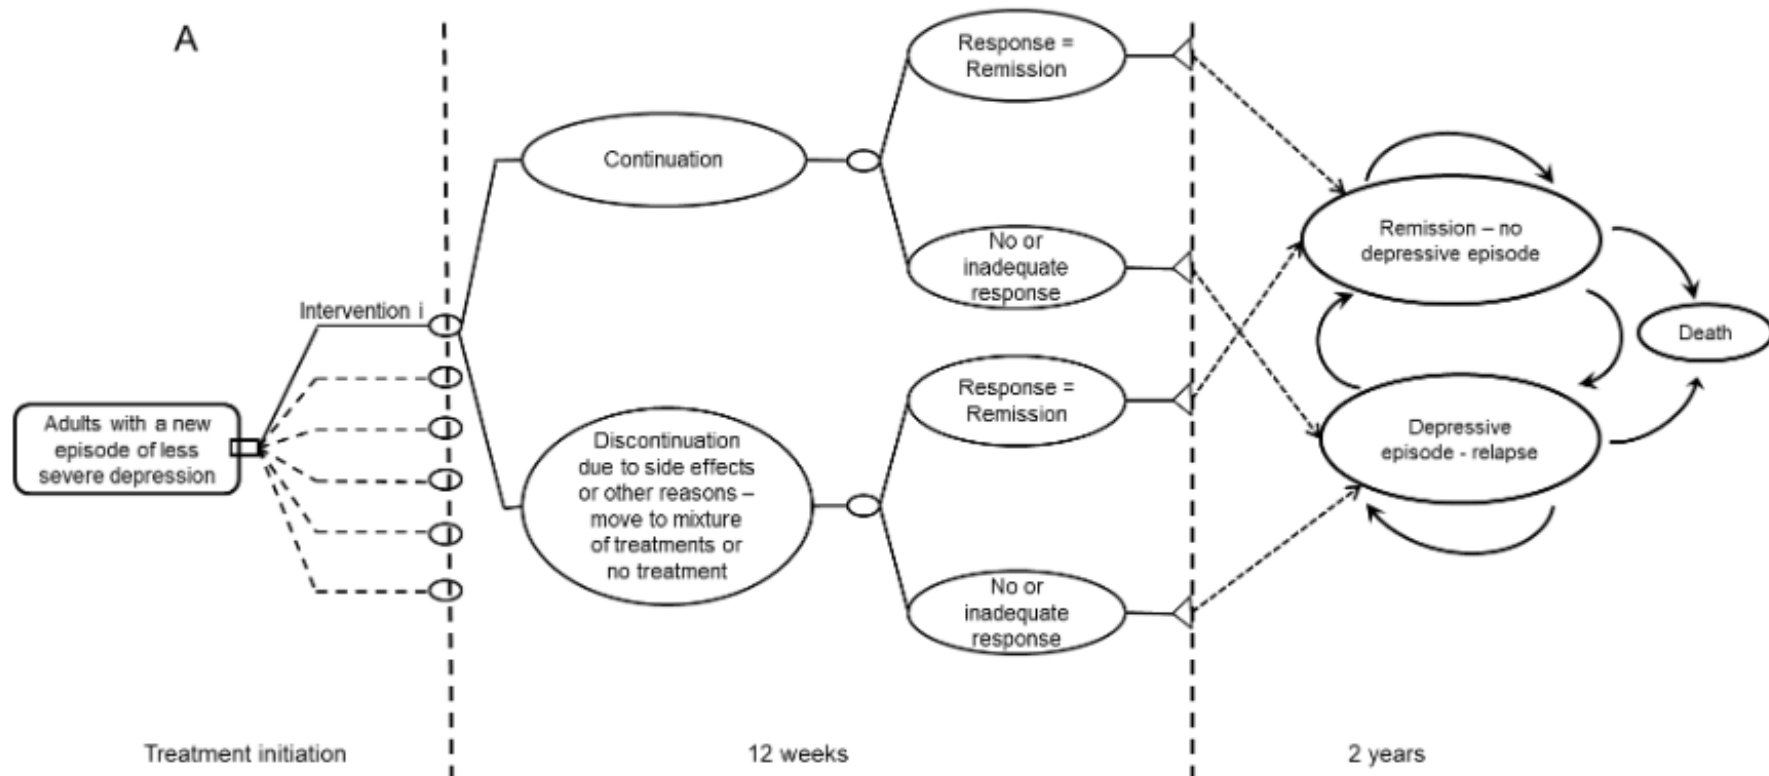 A
Adults with a new
episode of less
severe depression
Intervention i
Continuation
Discontinuation
due to side effects
or other reasons –
move to mixture
of treatments or
no treatment
Response =
Remission
No or
inadequate
response
Response =
Remission
No or
inadequate
response
Remission – no
depressive episode
Depressive
episode - relapse
Death
Treatment initiation
12 weeks
2 years